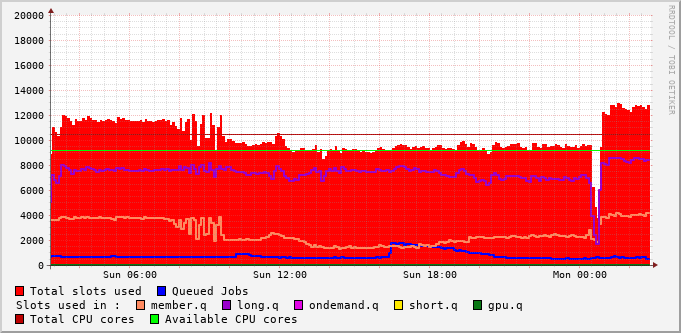 20000
18000
16000
14000
12000
10000
8000
6000
4000
2000
0
Sun 06:00 Sun 12:00 Sun 18:00 Mon 00:00
RRDTOOL / TOBI OETIKER
Total slots used Queued Jobs
Slots used in : member.q long.q ondemand.q short.q gpu.q
Total CPU cores Available CPU cores